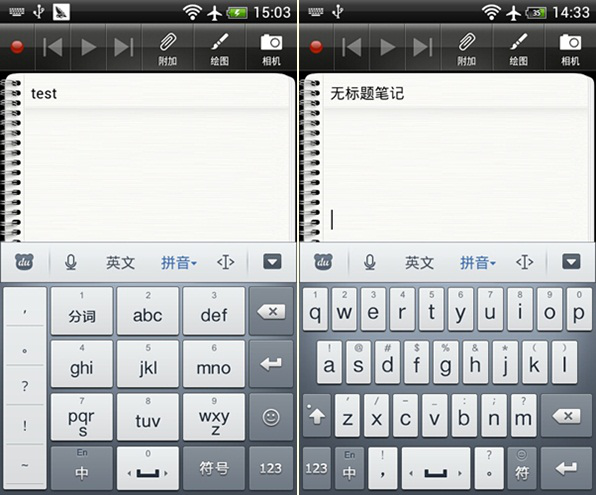 15:03
附加 绘图 相机
test
du 英文 拼音
, 1 分词 2 abc 3 def
。 4 ghi 5 jkl 6 mno
? 7 pqrs 8 tuv 9 wxyz
!
~ En 中 0 符号 123
35 14:33
附加 绘图 相机
无标题笔记
du 英文 拼音
1 2 3 4 5 6 7 8 9 0
q w e r t y u i o p
! @ # $ % & * ( )
a s d f g h j k l
z x c v b n m
123 En 中 ! , ? 。 符